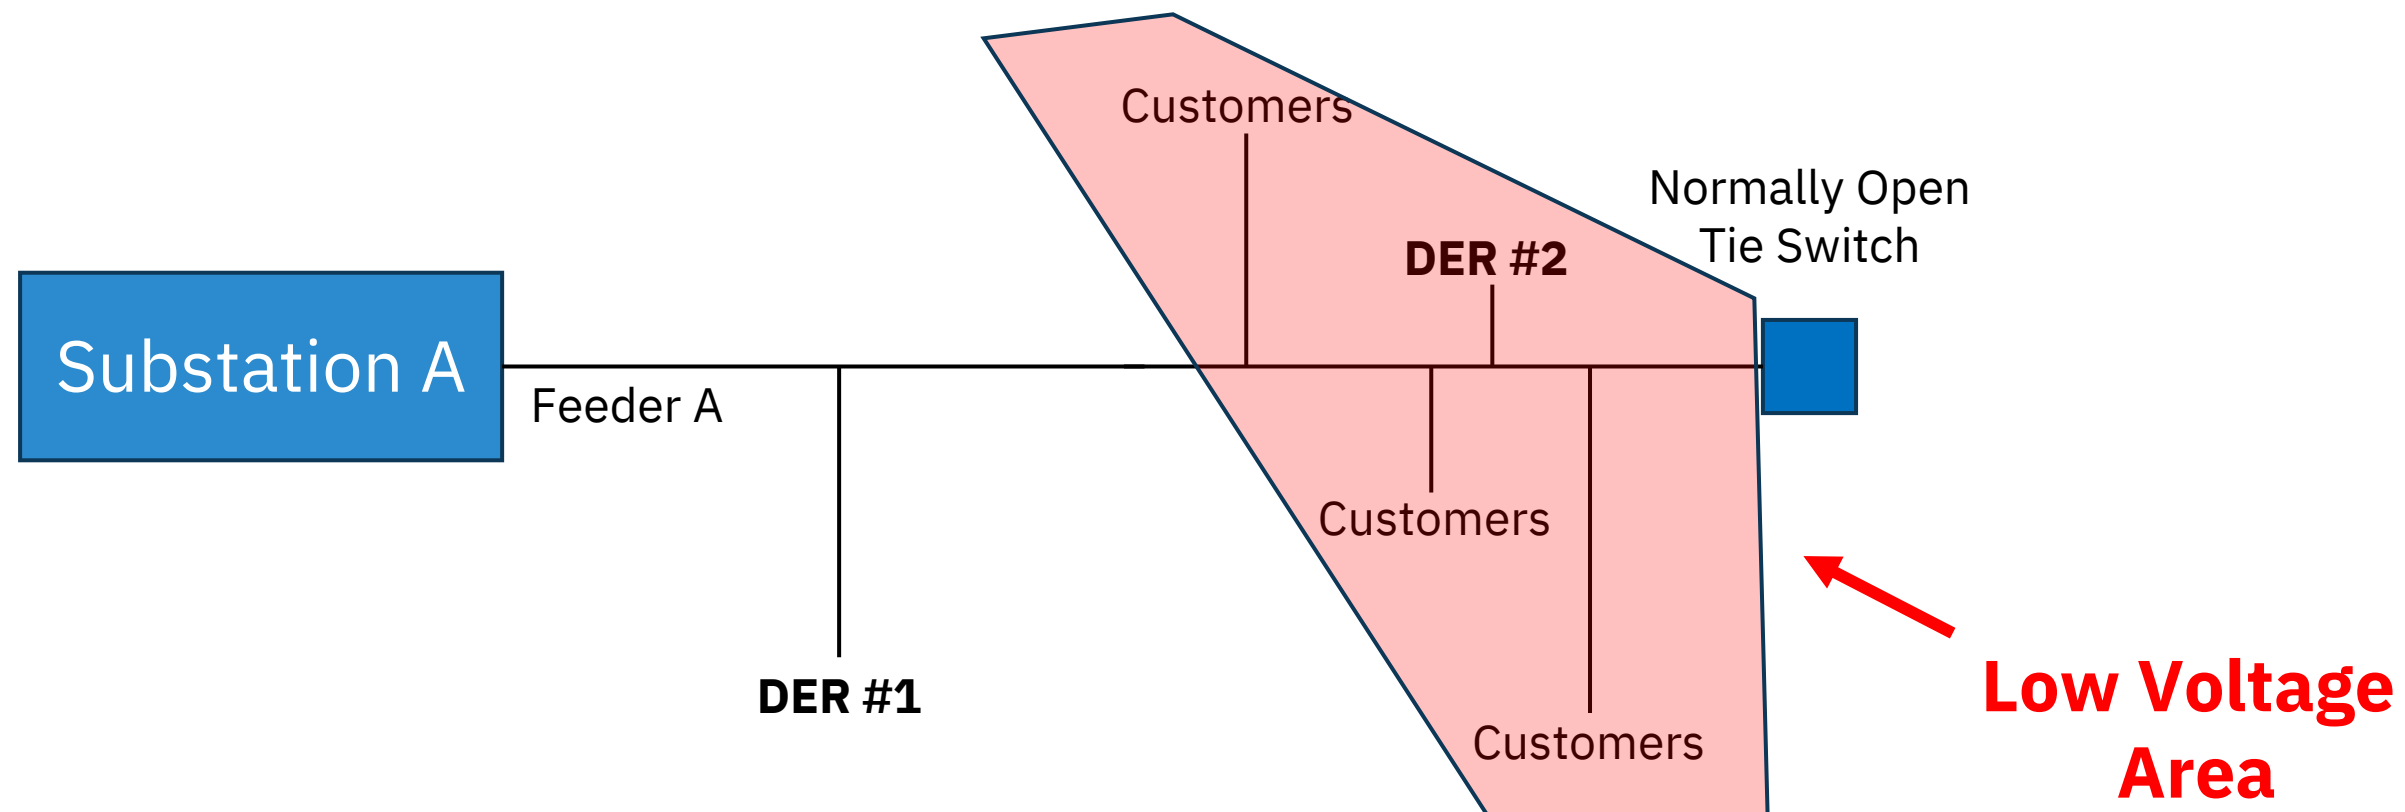 Customers
Normally Open
Tie Switch
DER #2
Substation A
Feeder A
Customers
DER #1
Customers
Low Voltage
Area